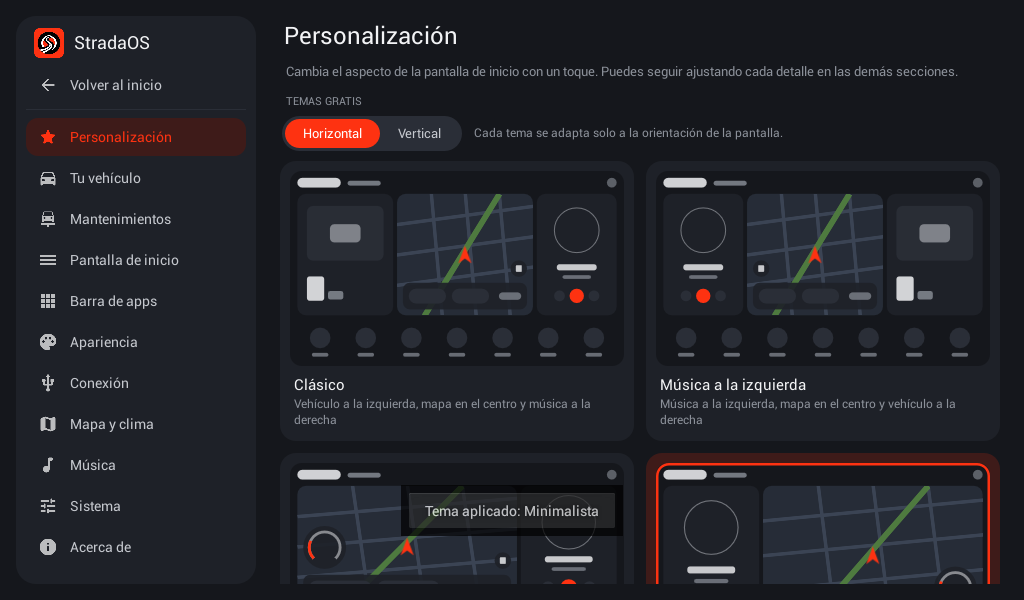 StradaOS
Volver al inicio
Personalización
Tu vehículo
Mantenimientos
Pantalla de inicio
Barra de apps
Apariencia
Conexión
Mapa y clima
Música
Sistema
Acerca de
Personalización
Cambia el aspecto de la pantalla de inicio con un toque. Puedes seguir ajustando cada detalle en las demás secciones.
TEMAS GRATIS
Horizontal
Vertical
Cada tema se adapta solo a la orientación de la pantalla.
Clásico
Vehículo a la izquierda, mapa en el centro y música a la
derecha
Música a la izquierda
Música a la izquierda, mapa en el centro y vehículo a la
derecha
Tema aplicado: Minimalista